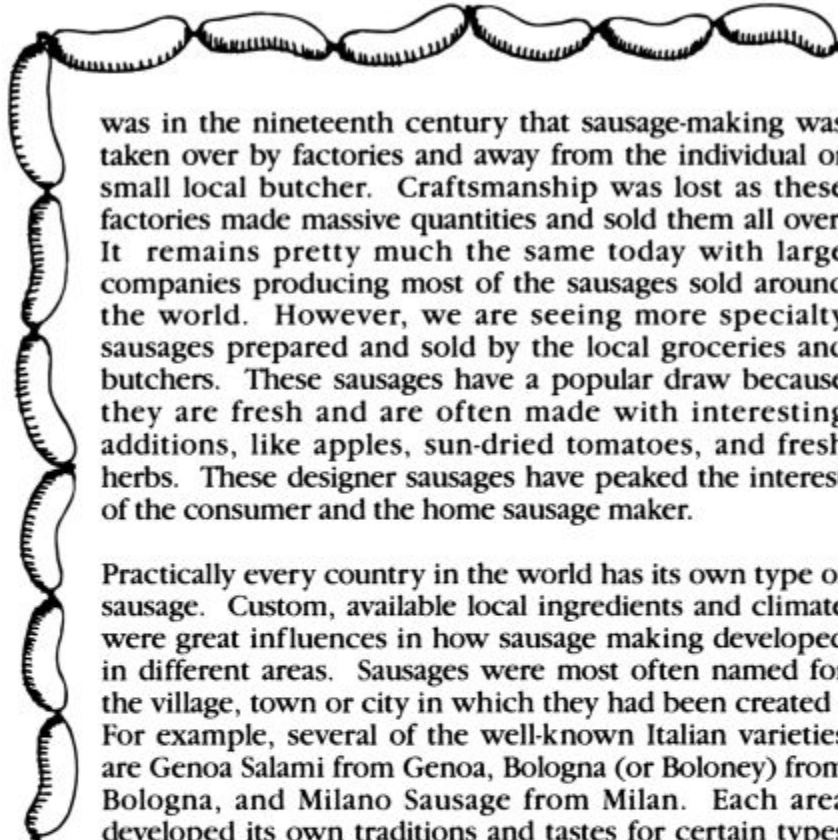 was in the nineteenth century that sausage-making was
taken over by factories and away from the individual or
small local butcher. Craftsmanship was lost as these
factories made massive quantities and sold them all over
It remains pretty much the same today with large
companies producing most of the sausages sold around
the world. However, we are seeing more specialty
sausages prepared and sold by the local groceries and
butchers. These sausages have a popular draw because
they are fresh and are often made with interesting
additions, like apples, sun-dried tomatoes, and fresh
herbs. These designer sausages have peaked the interest
of the consumer and the home sausage maker.
Practically every country in the world has its own type of
sausage. Custom, available local ingredients and climate
were great influences in how sausage making developed
in different areas. Sausages were most often named for
the village, town or city in which they had been created
For example, several of the well-known Italian varieties
are Genoa Salami from Genoa, Bologna (or Boloney) from
Bologna, and Milano Sausage from Milan. Each area
developed its own traditions and tastes for certain types